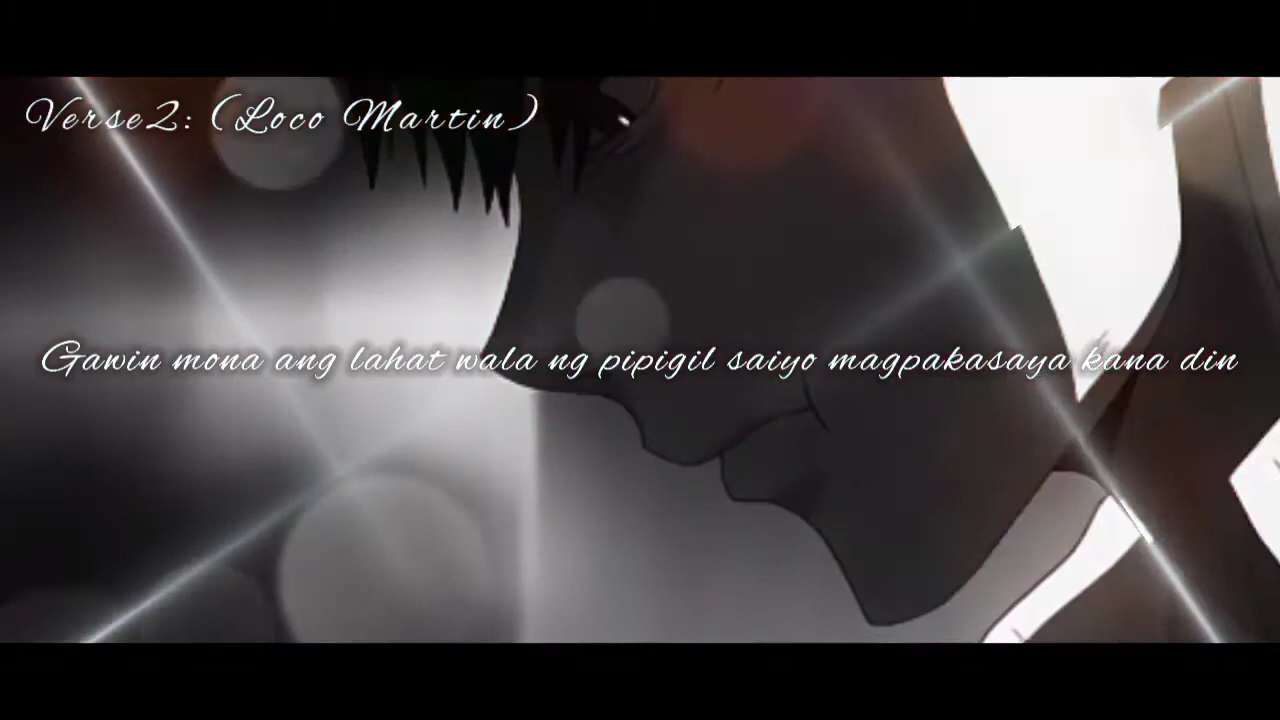 Verse2: (Loco Martin)
Gawin mona ang lahat wala ng pipigil saiyo magpakasaya kana din